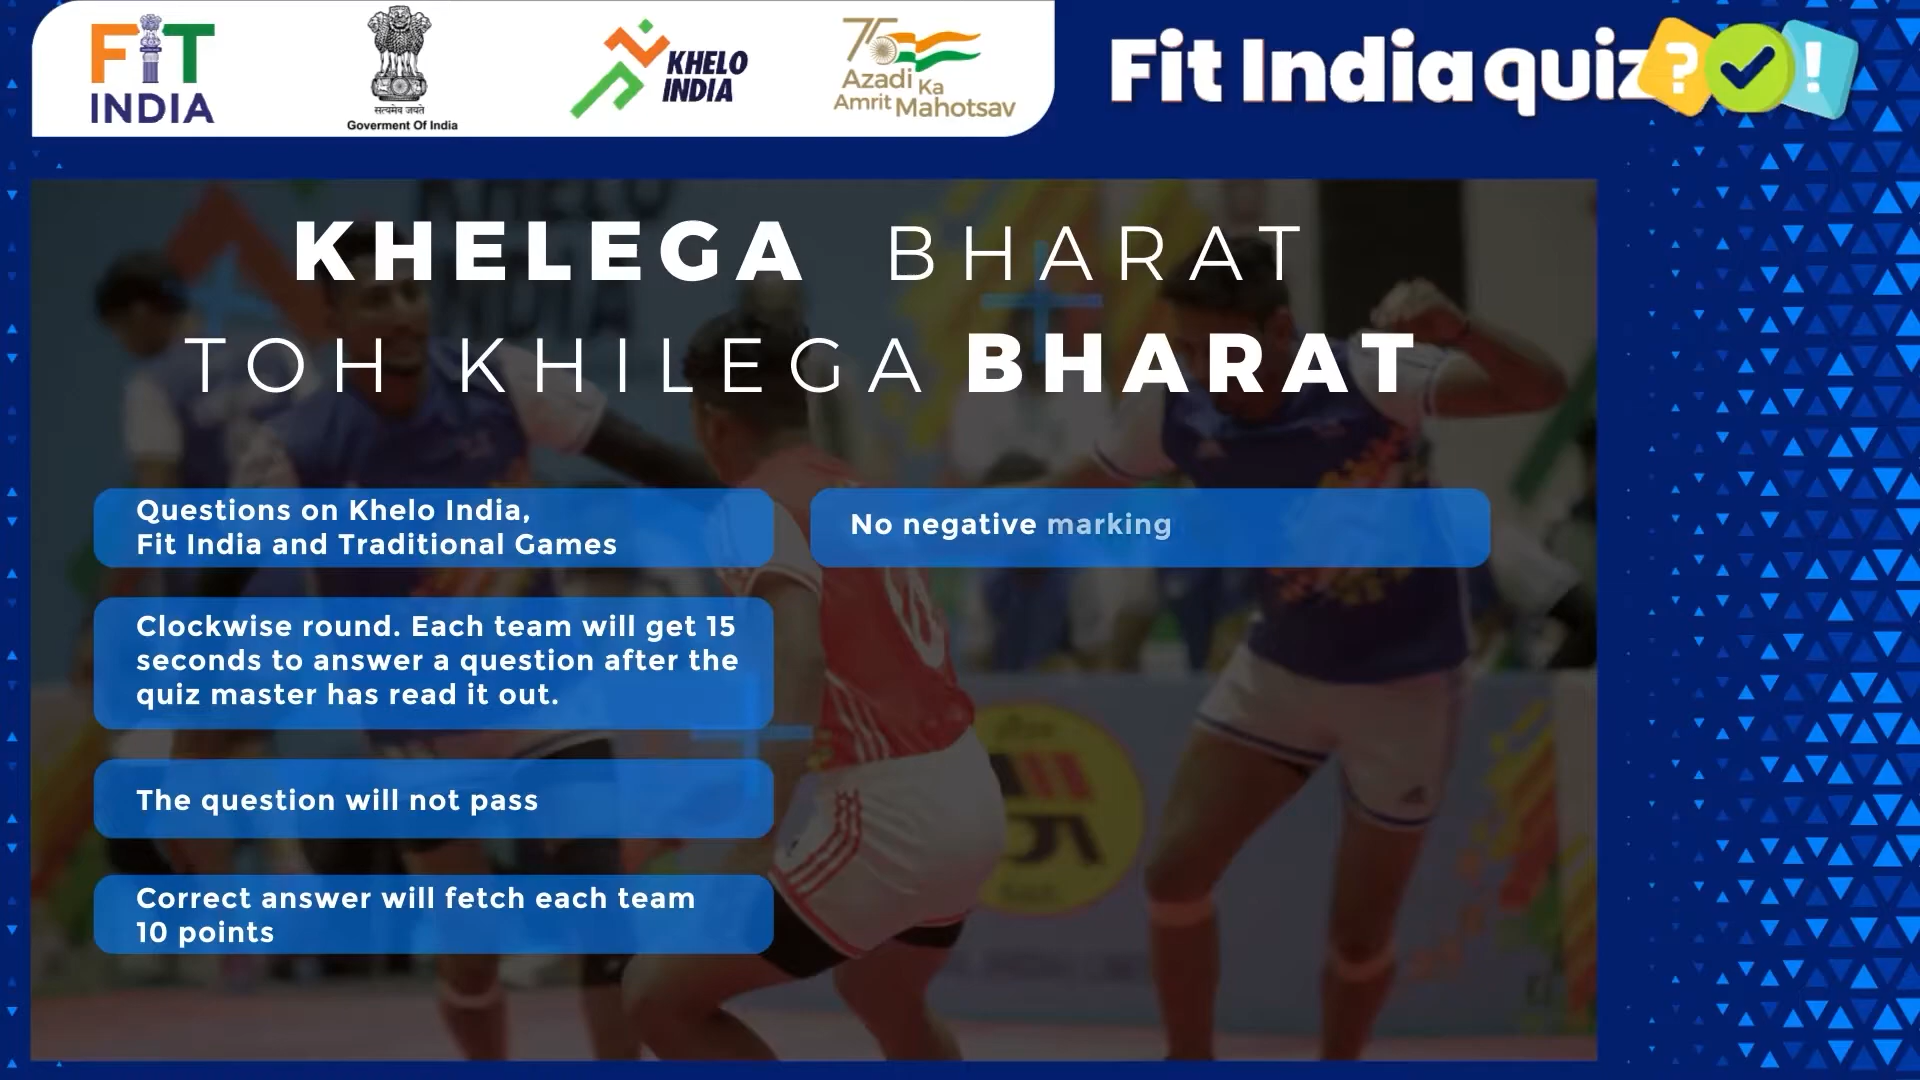 FIT
INDIA
सत्यमेव जयते
Goverment Of India
KHELO
INDIA
75
Azadi Ka
Amrit Mahotsav
Fit India quiz?!
KHELEGA BHARAT
TOH KHILEGA BHARAT
Questions on Khelo India,
Fit India and Traditional Games
No negative marking
Clockwise round. Each team will get 15
seconds to answer a question after the
quiz master has read it out.
The question will not pass
Correct answer will fetch each team
10 points